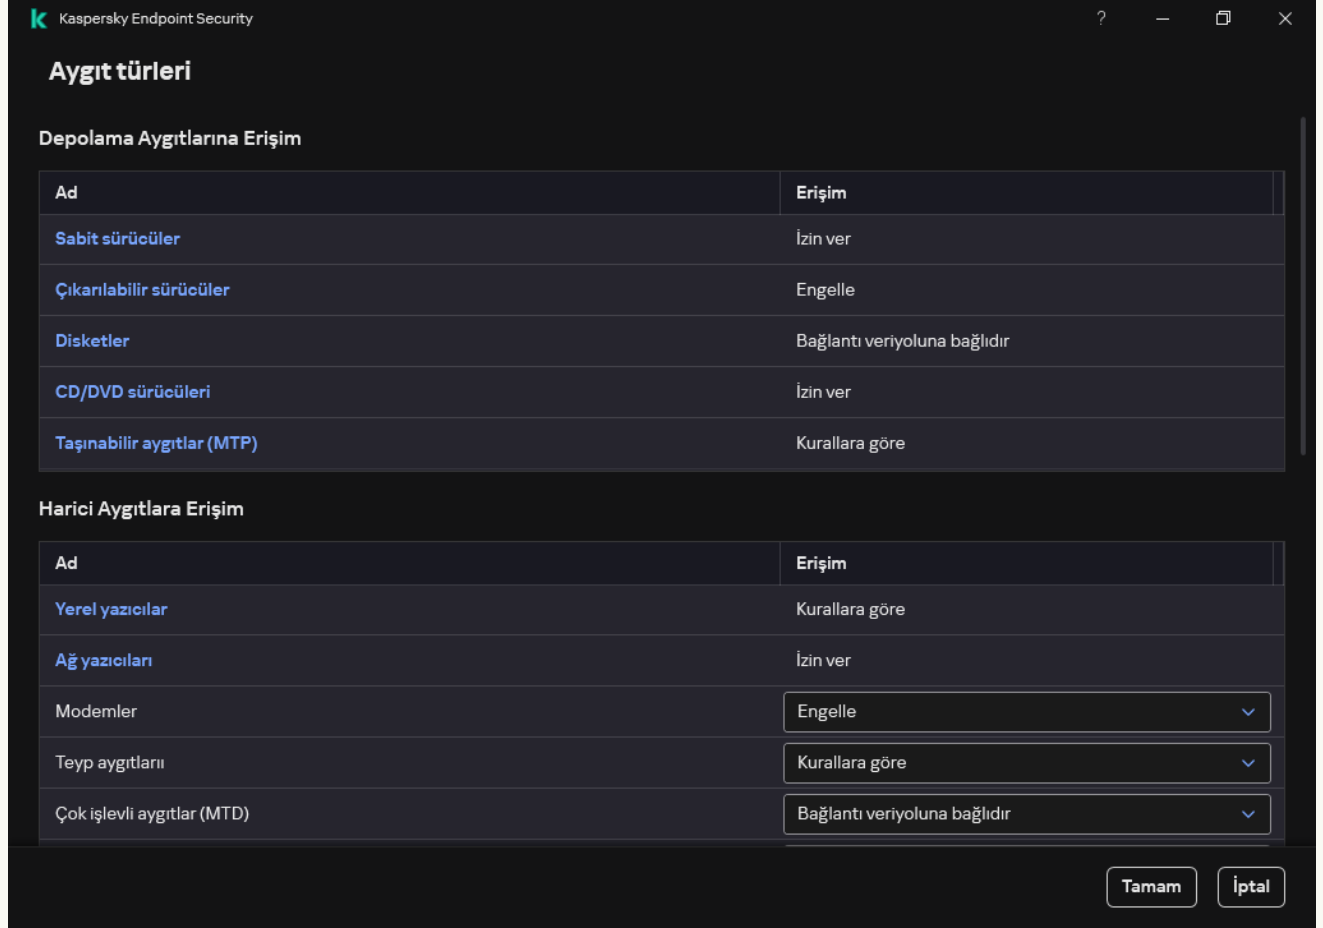 Kaspersky Endpoint Security
Aygıt türleri
Depolama Aygıtlarına Erişim
Ad Erişim
Sabit sürücüler İzin ver
Çıkarılabilir sürücüler Engelle
Disketler Bağlantı veriyoluna bağlıdır
CD/DVD sürücüleri İzin ver
Taşınabilir aygıtlar (MTP) Kurallara göre
Harici Aygıtlara Erişim
Ad Erişim
Yerel yazıcılar Kurallara göre
Ağ yazıcıları İzin ver
Modemler Engelle
Teyp aygıtlarıı Kurallara göre
Çok işlevli aygıtlar (MTD) Bağlantı veriyoluna bağlıdır
Tamam İptal